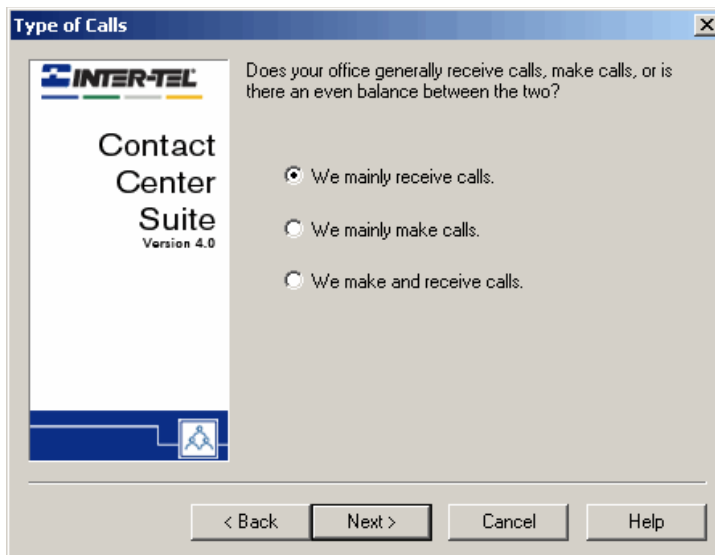 Type of Calls
INTER-TEL
Contact
Center
Suite
Version 4.0
Does your office generally receive calls, make calls, or is
there an even balance between the two?
We mainly receive calls.
We mainly make calls.
We make and receive calls.
< Back
Next >
Cancel
Help